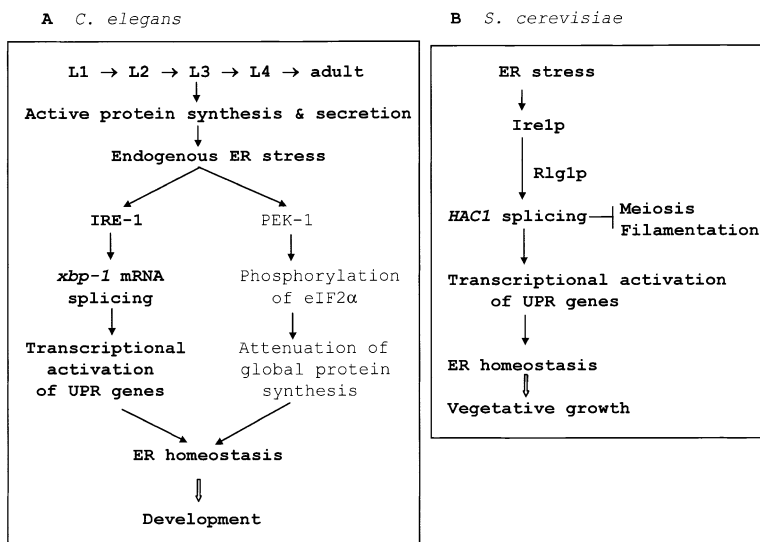 A C. elegans
L1 → L2 → L3 → L4 → adult
Active protein synthesis & secretion
Endogenous ER stress
IRE-1
xbp-1 mRNA
splicing
Transcriptional
activation
of UPR genes
PEK-1
Phosphorylation
of eIF2α
Attenuation of
global protein
synthesis
ER homeostasis
Development
B S. cerevisiae
ER stress
Ire1p
Rlg1p
HAC1 splicing
Meiosis
Filamentation
Transcriptional activation
of UPR genes
ER homeostasis
Vegetative growth